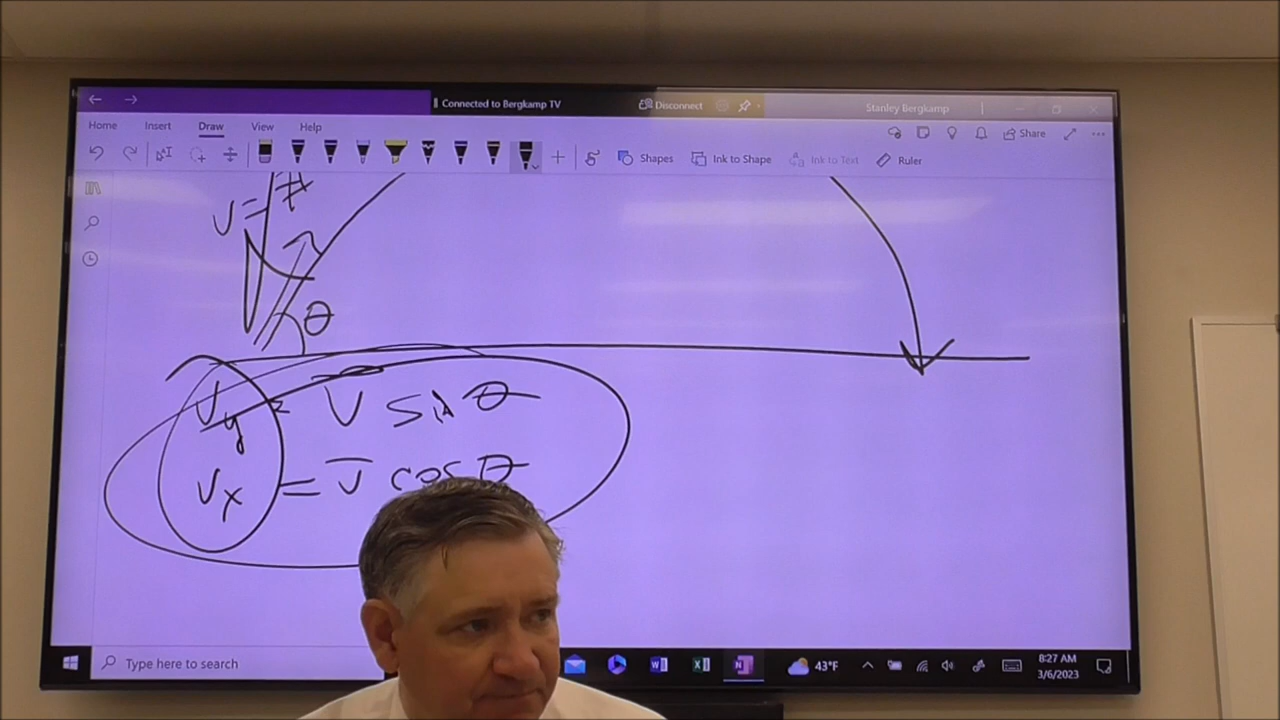 Connected to Bergkamp TV
Disconnect
Stanley Bergkamp
Home Insert Draw View Help
Share
Shapes Ink to Shape Ink to Text Ruler
V = #
θ
Vy = V sin θ
Vx = V cos θ
Type here to search
43°F
8:27 AM
3/6/2023